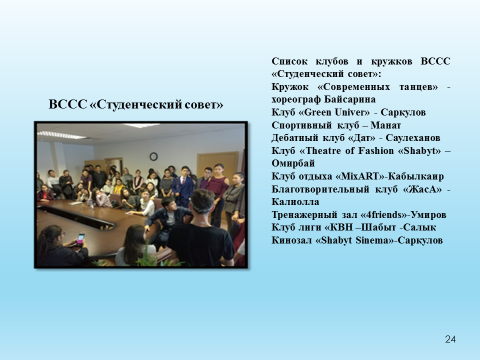 ВССС «Студенческий совет»
Список клубов и кружков ВССС
«Студенческий совет»:
Кружок «Современных танцев» -
хореограф Байсарина
Клуб «Green Univer» - Саркулов
Спортивный клуб – Манат
Дебатный клуб «Дат» - Саулеханов
Клуб «Theatre of Fashion «Shabyt» –
Омирбай
Клуб отдыха «MixART»-Кабылкаир
Благотворительный клуб «ЖасА» -
Калиолла
Тренажерный зал «4friends»-Умиров
Клуб лиги «КВН –Шабыт -Салык
Кинозал «Shabyt Sinema»-Саркулов
24